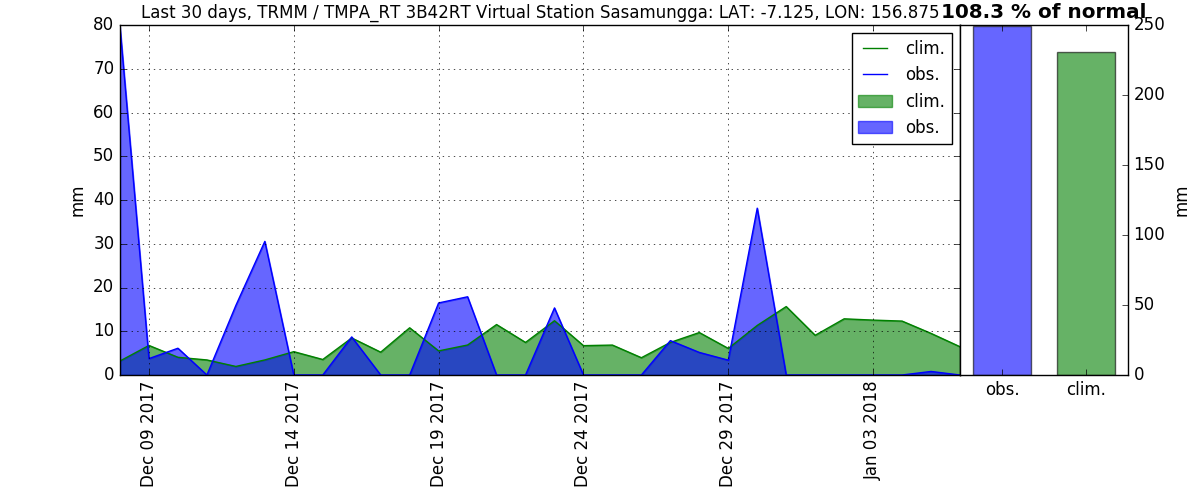 Last 30 days, TRMM / TMPA_RT 3B42RT Virtual Station Sasamungga: LAT: -7.125, LON: 156.875
108.3 % of normal
80
70
60
50
40
30
20
10
0
mm
clim.
obs.
clim.
obs.
Dec 09 2017
Dec 14 2017
Dec 19 2017
Dec 24 2017
Dec 29 2017
Jan 03 2018
250
200
150
100
50
0
mm
obs.
clim.